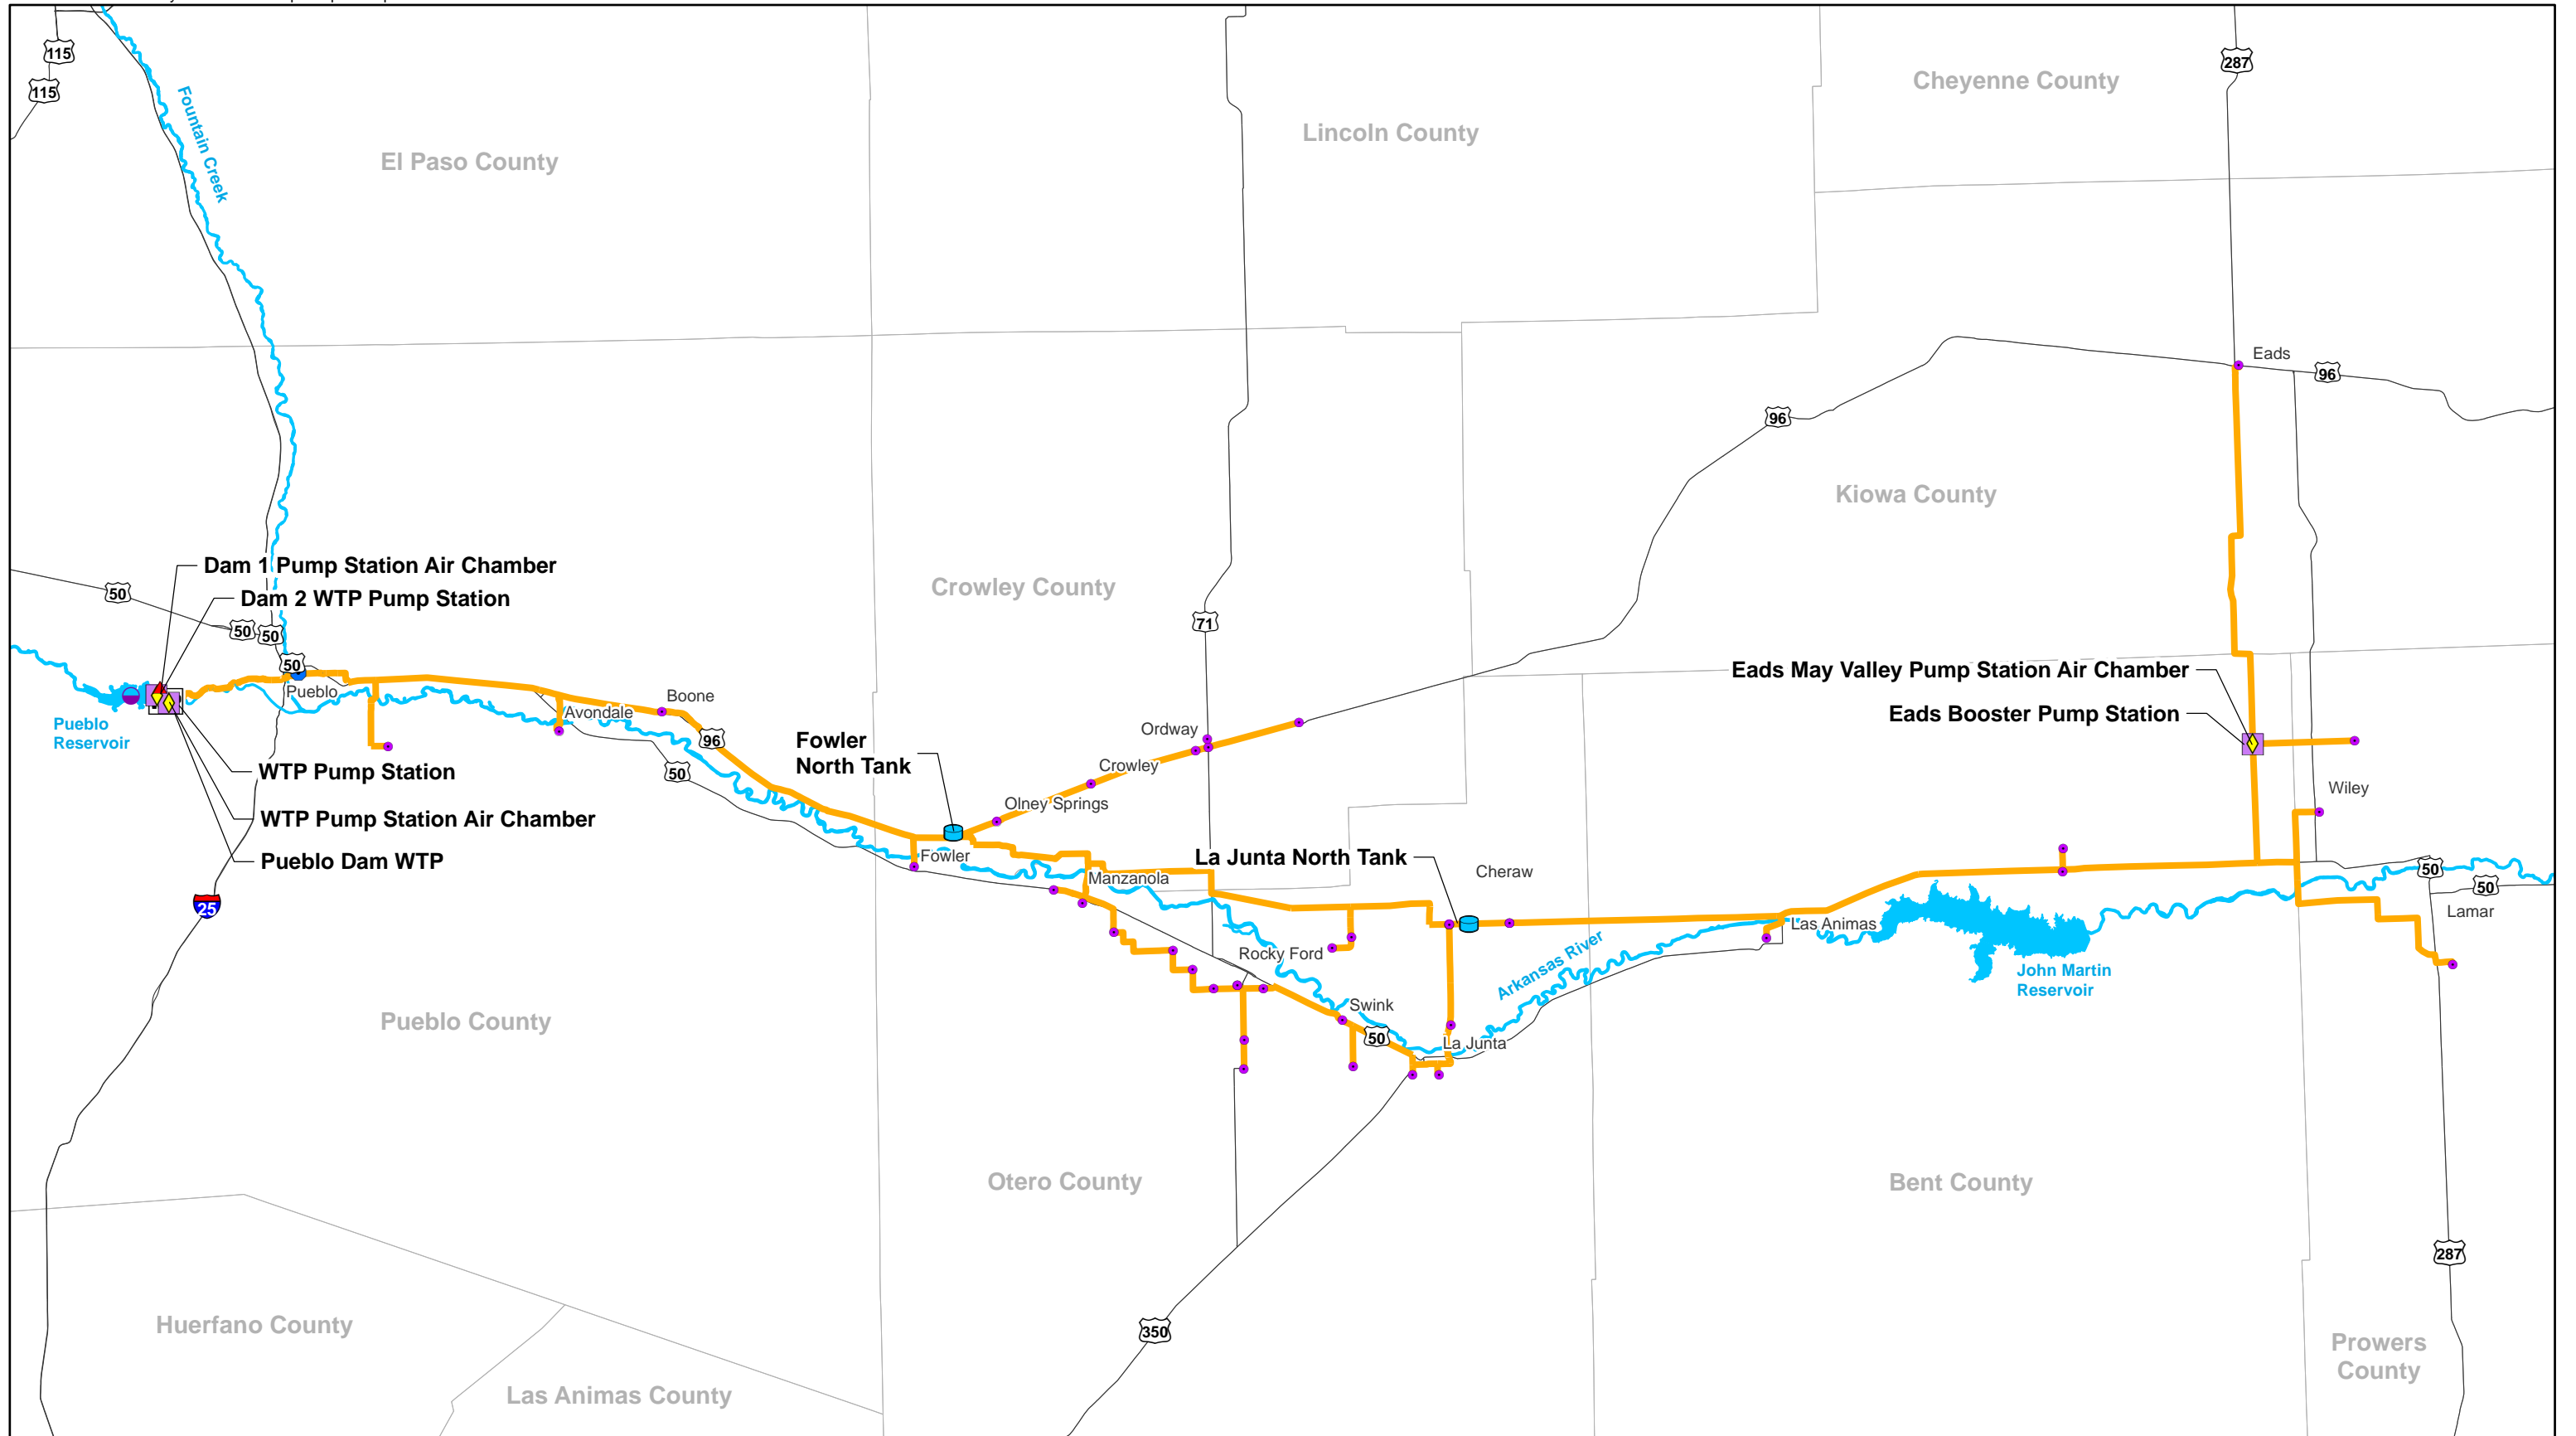 115
287
115
Cheyenne County
Fountain Creek
Lincoln County
El Paso County
Eads
96
96
Kiowa County
Dam 1 Pump Station Air Chamber
Crowley County
50
Dam 2 WTP Pump Station
71
50
50
50
Eads May Valley Pump Station Air Chamber
Pueblo
Boone
Avondale
Eads Booster Pump Station
Pueblo
Reservoir
Ordway
96
Fowler
North Tank
50
WTP Pump Station
Crowley
Wiley
Olney Springs
WTP Pump Station Air Chamber
Fowler
La Junta North Tank
Pueblo Dam WTP
Cheraw
50
Manzanola
50
25
Lamar
Las Animas
Rocky Ford
Arkansas River
John Martin
Reservoir
Swink
Pueblo County
50
La Junta
Otero County
Bent County
287
Huerfano County
350
Prowers
County
Las Animas County